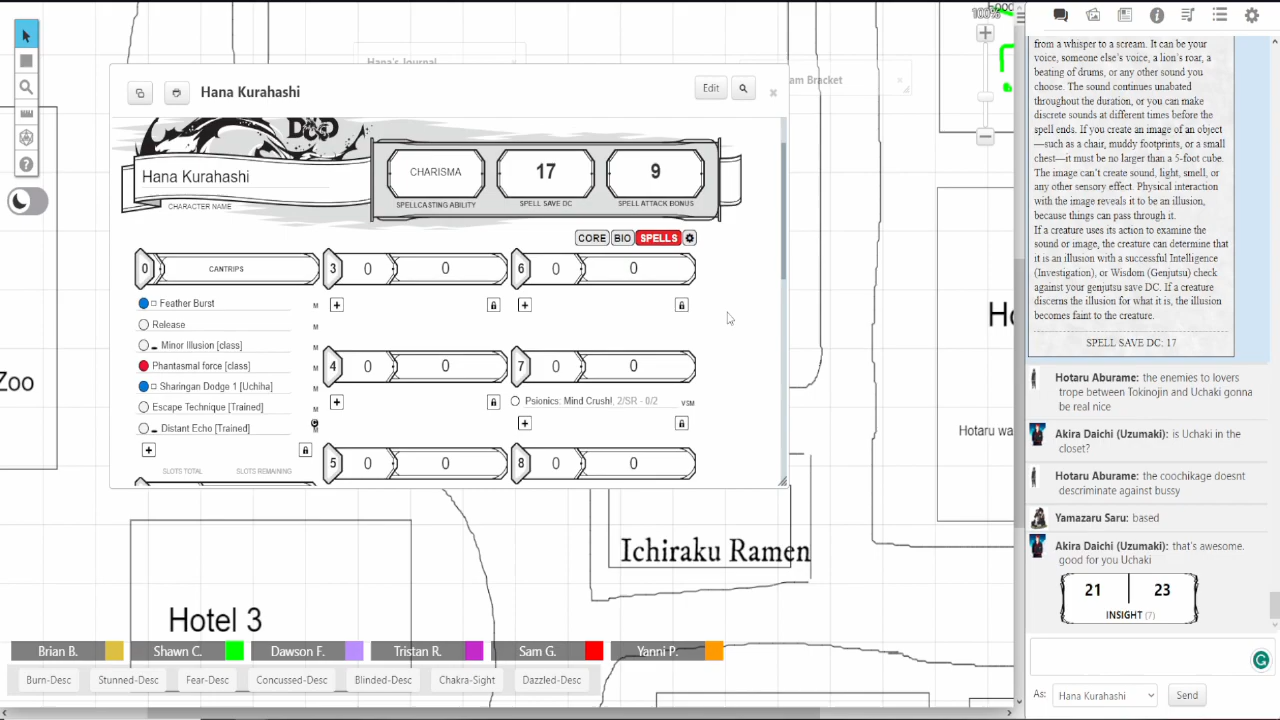 100%
Hana's Journal
am Bracket
Hana Kurahashi
Edit
D&D
Hana Kurahashi
CHARACTER NAME
CHARISMA
SPELLCASTING ABILITY
17
SPELL SAVE DC
9
SPELL ATTACK BONUS
CORE BIO SPELLS
0 CANTRIPS
Feather Burst M
Release M
Minor Illusion [class] M
Phantasmal force [class] M
Sharingan Dodge 1 [Uchiha] M
Escape Technique [Trained] M
Distant Echo [Trained] M
+
SLOTS TOTAL SLOTS REMAINING
3 0 0
+
4 0 0
+
5 0 0
6 0 0
+
7 0 0
Psionics: Mind Crush!, 2/SR - 0/2 VSM
+
8 0 0
Zoo
Ho
Hotaru wa
Ichiraku Ramen
Hotel 3
Brian B.
Shawn C.
Dawson F.
Tristan R.
Sam G.
Yanni P.
Burn-Desc
Stunned-Desc
Fear-Desc
Concussed-Desc
Blinded-Desc
Chakra-Sight
Dazzled-Desc
from a whisper to a scream. It can be your
voice, someone else's voice, a lion's roar, a
beating of drums, or any other sound you
choose. The sound continues unabated
throughout the duration, or you can make
discrete sounds at different times before the
spell ends. If you create an image of an object
—such as a chair, muddy footprints, or a small
chest—it must be no larger than a 5-foot cube.
The image can't create sound, light, smell, or
any other sensory effect. Physical interaction
with the image reveals it to be an illusion,
because things can pass through it.
If a creature uses its action to examine the
sound or image, the creature can determine that
it is an illusion with a successful Intelligence
(Investigation), or Wisdom (Genjutsu) check
against your genjutsu save DC. If a creature
discerns the illusion for what it is, the illusion
becomes faint to the creature.
SPELL SAVE DC: 17
Hotaru Aburame: the enemies to lovers
trope between Tokinojin and Uchaki gonna
be real nice
Akira Daichi (Uzumaki): is Uchaki in the
closet?
Hotaru Aburame: the coochikage doesnt
descriminate against bussy
Yamazaru Saru: based
Akira Daichi (Uzumaki): that's awesome.
good for you Uchaki
21 23
INSIGHT (7)
As: Hana Kurahashi Send